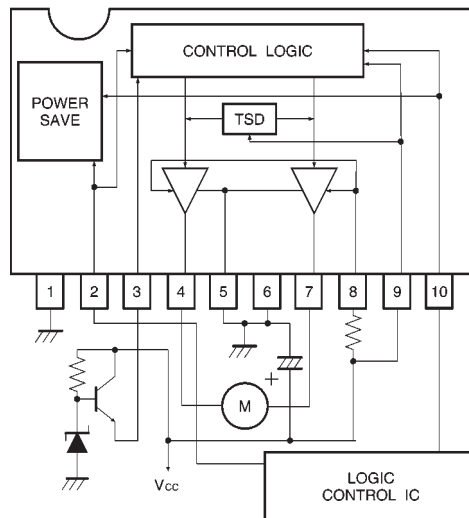 CONTROL LOGIC
POWER
SAVE
TSD
1 2 3 4 5 6 7 8 9 10
+
M
Vcc
LOGIC
CONTROL IC